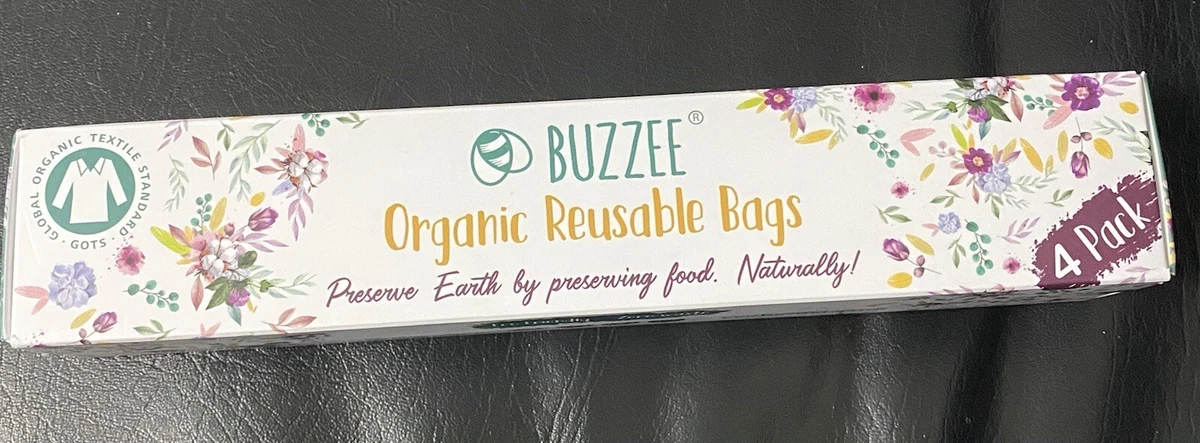 GLOBAL ORGANIC TEXTILE STANDARD · GOTS ·
BUZZEE®
Organic Reusable Bags
Preserve Earth by preserving food. Naturally!
4 Pack